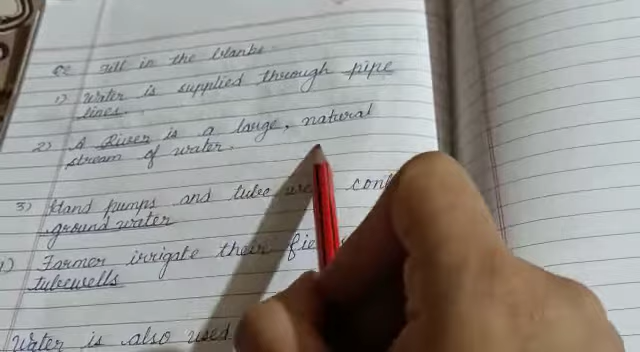 Q2 Fill in the blanks.
1) Water is supplied through pipe
lines.
2) A River is a large, natural
stream of water.
3) Hand pumps and tube
ground water
Farmer irrigate their
tubewells
Water is also used